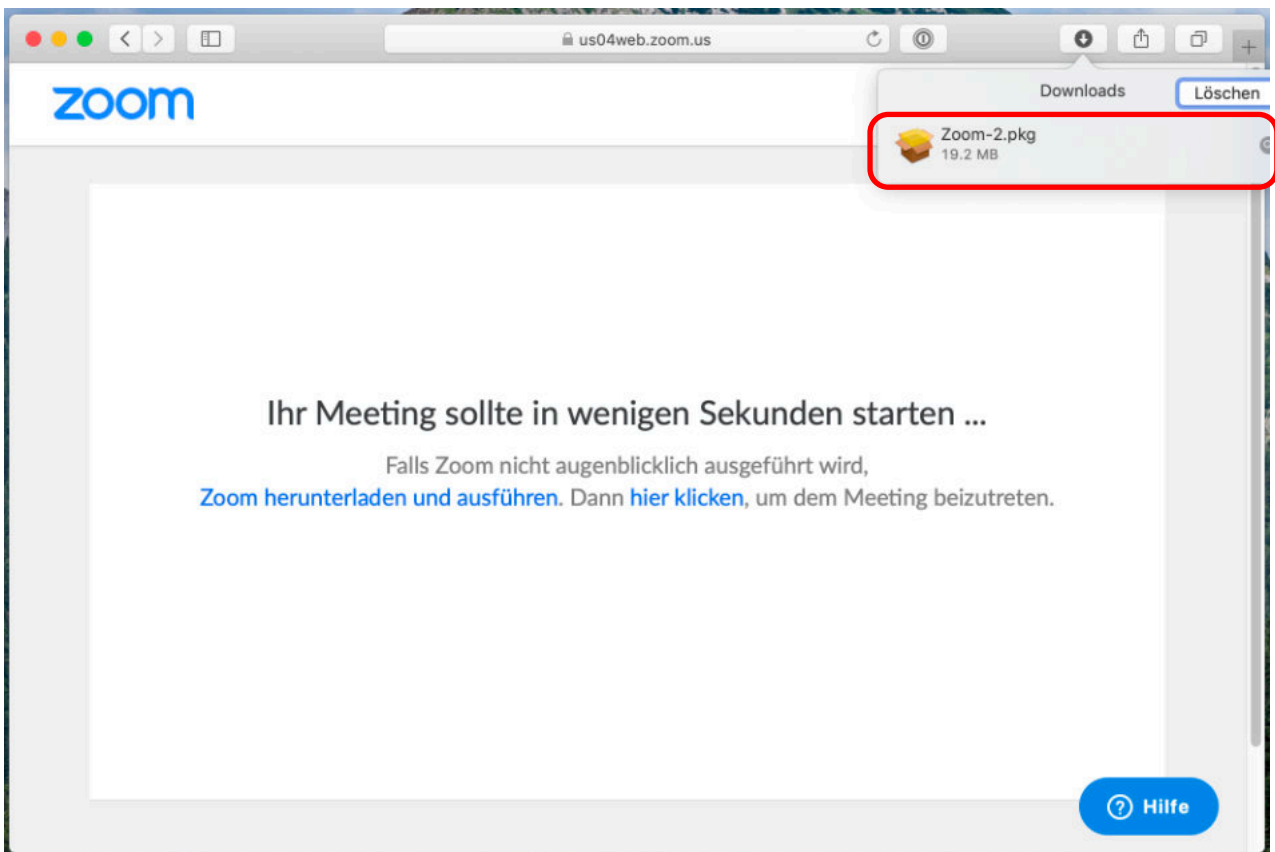 us04web.zoom.us
zoom
Downloads
Löschen
Zoom-2.pkg
19.2 MB
Ihr Meeting sollte in wenigen Sekunden starten ...
Falls Zoom nicht augenblicklich ausgeführt wird,
Zoom herunterladen und ausführen. Dann hier klicken, um dem Meeting beizutreten.
Hilfe